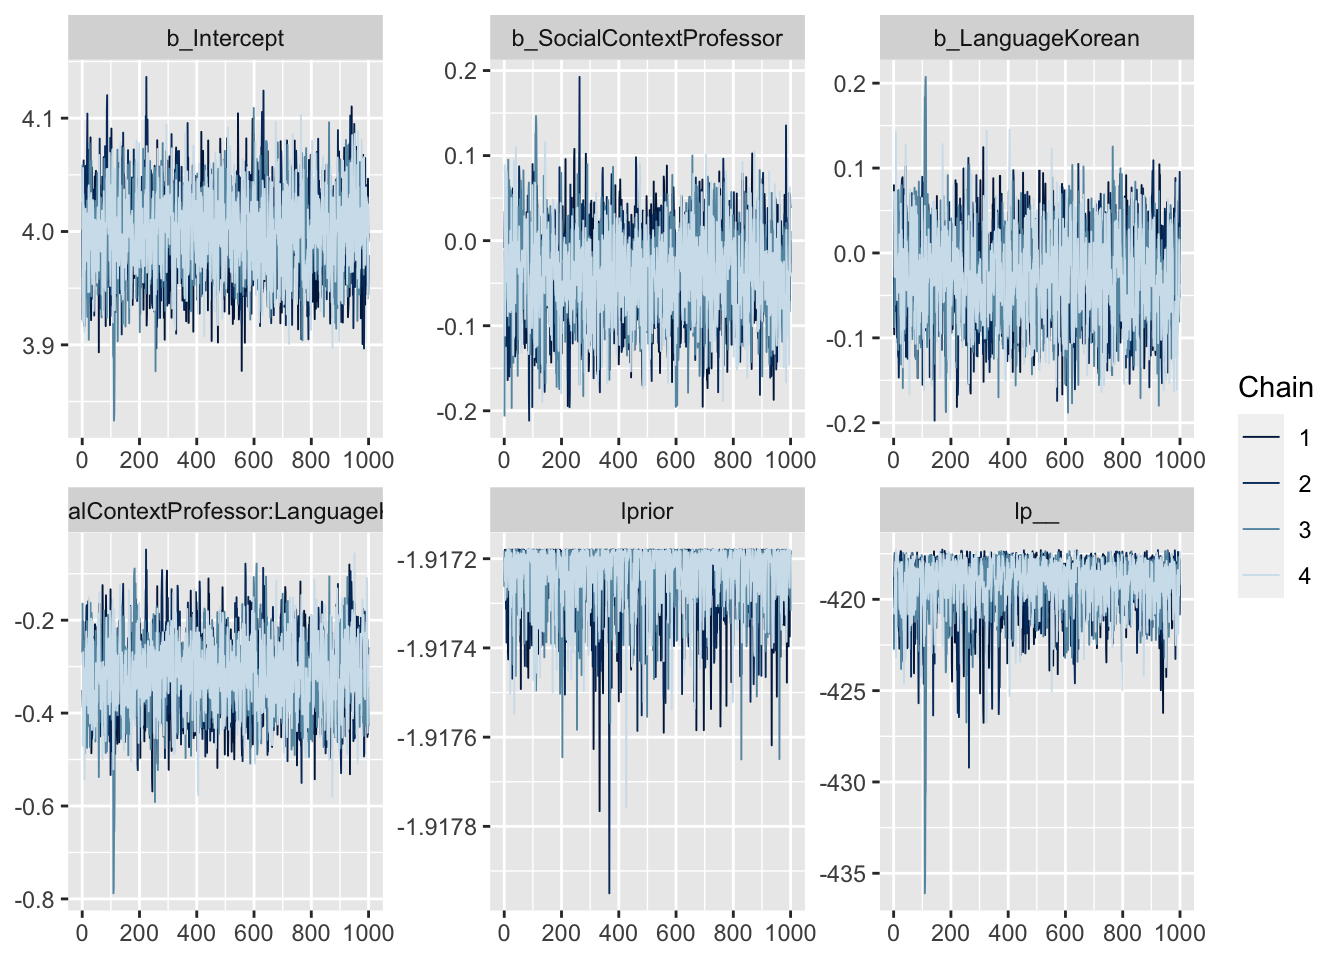 b_Intercept
b_SocialContextProfessor
b_LanguageKorean
4.1
4.0
3.9
0.2
0.1
0.0
-0.1
-0.2
0.2
0.1
0.0
-0.1
-0.2
0 200 400 600 800 1000
0 200 400 600 800 1000
0 200 400 600 800 1000
alContextProfessor:Language
lprior
lp__
-0.2
-0.4
-0.6
-0.8
-1.9172
-1.9174
-1.9176
-1.9178
-420
-425
-430
-435
0 200 400 600 800 1000
0 200 400 600 800 1000
0 200 400 600 800 1000
Chain
1
2
3
4